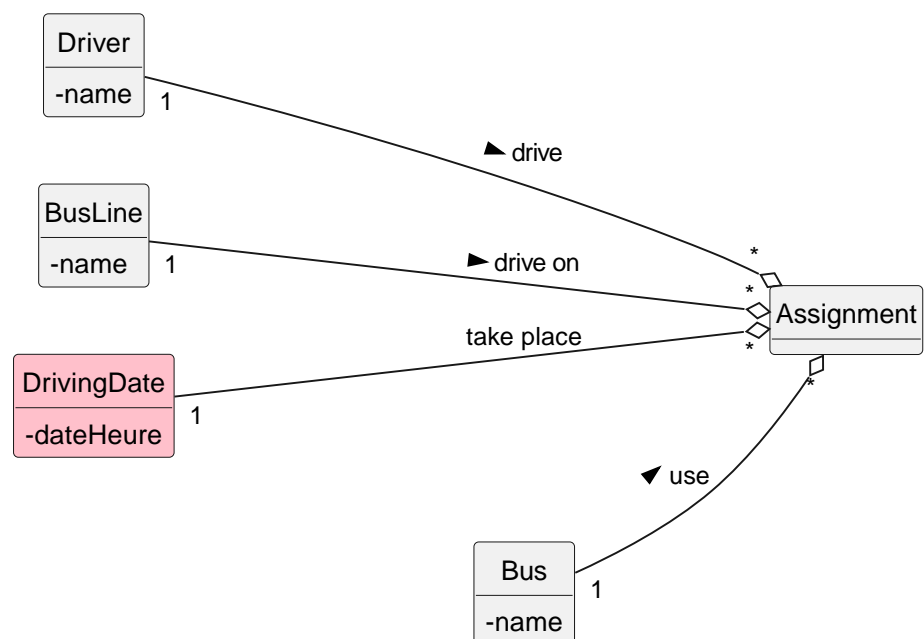 Driver
-name
1
drive
*
BusLine
-name
1
drive on
*
Assignment
take place
*
DrivingDate
-dateHeure
1
*
use
Bus
-name
1